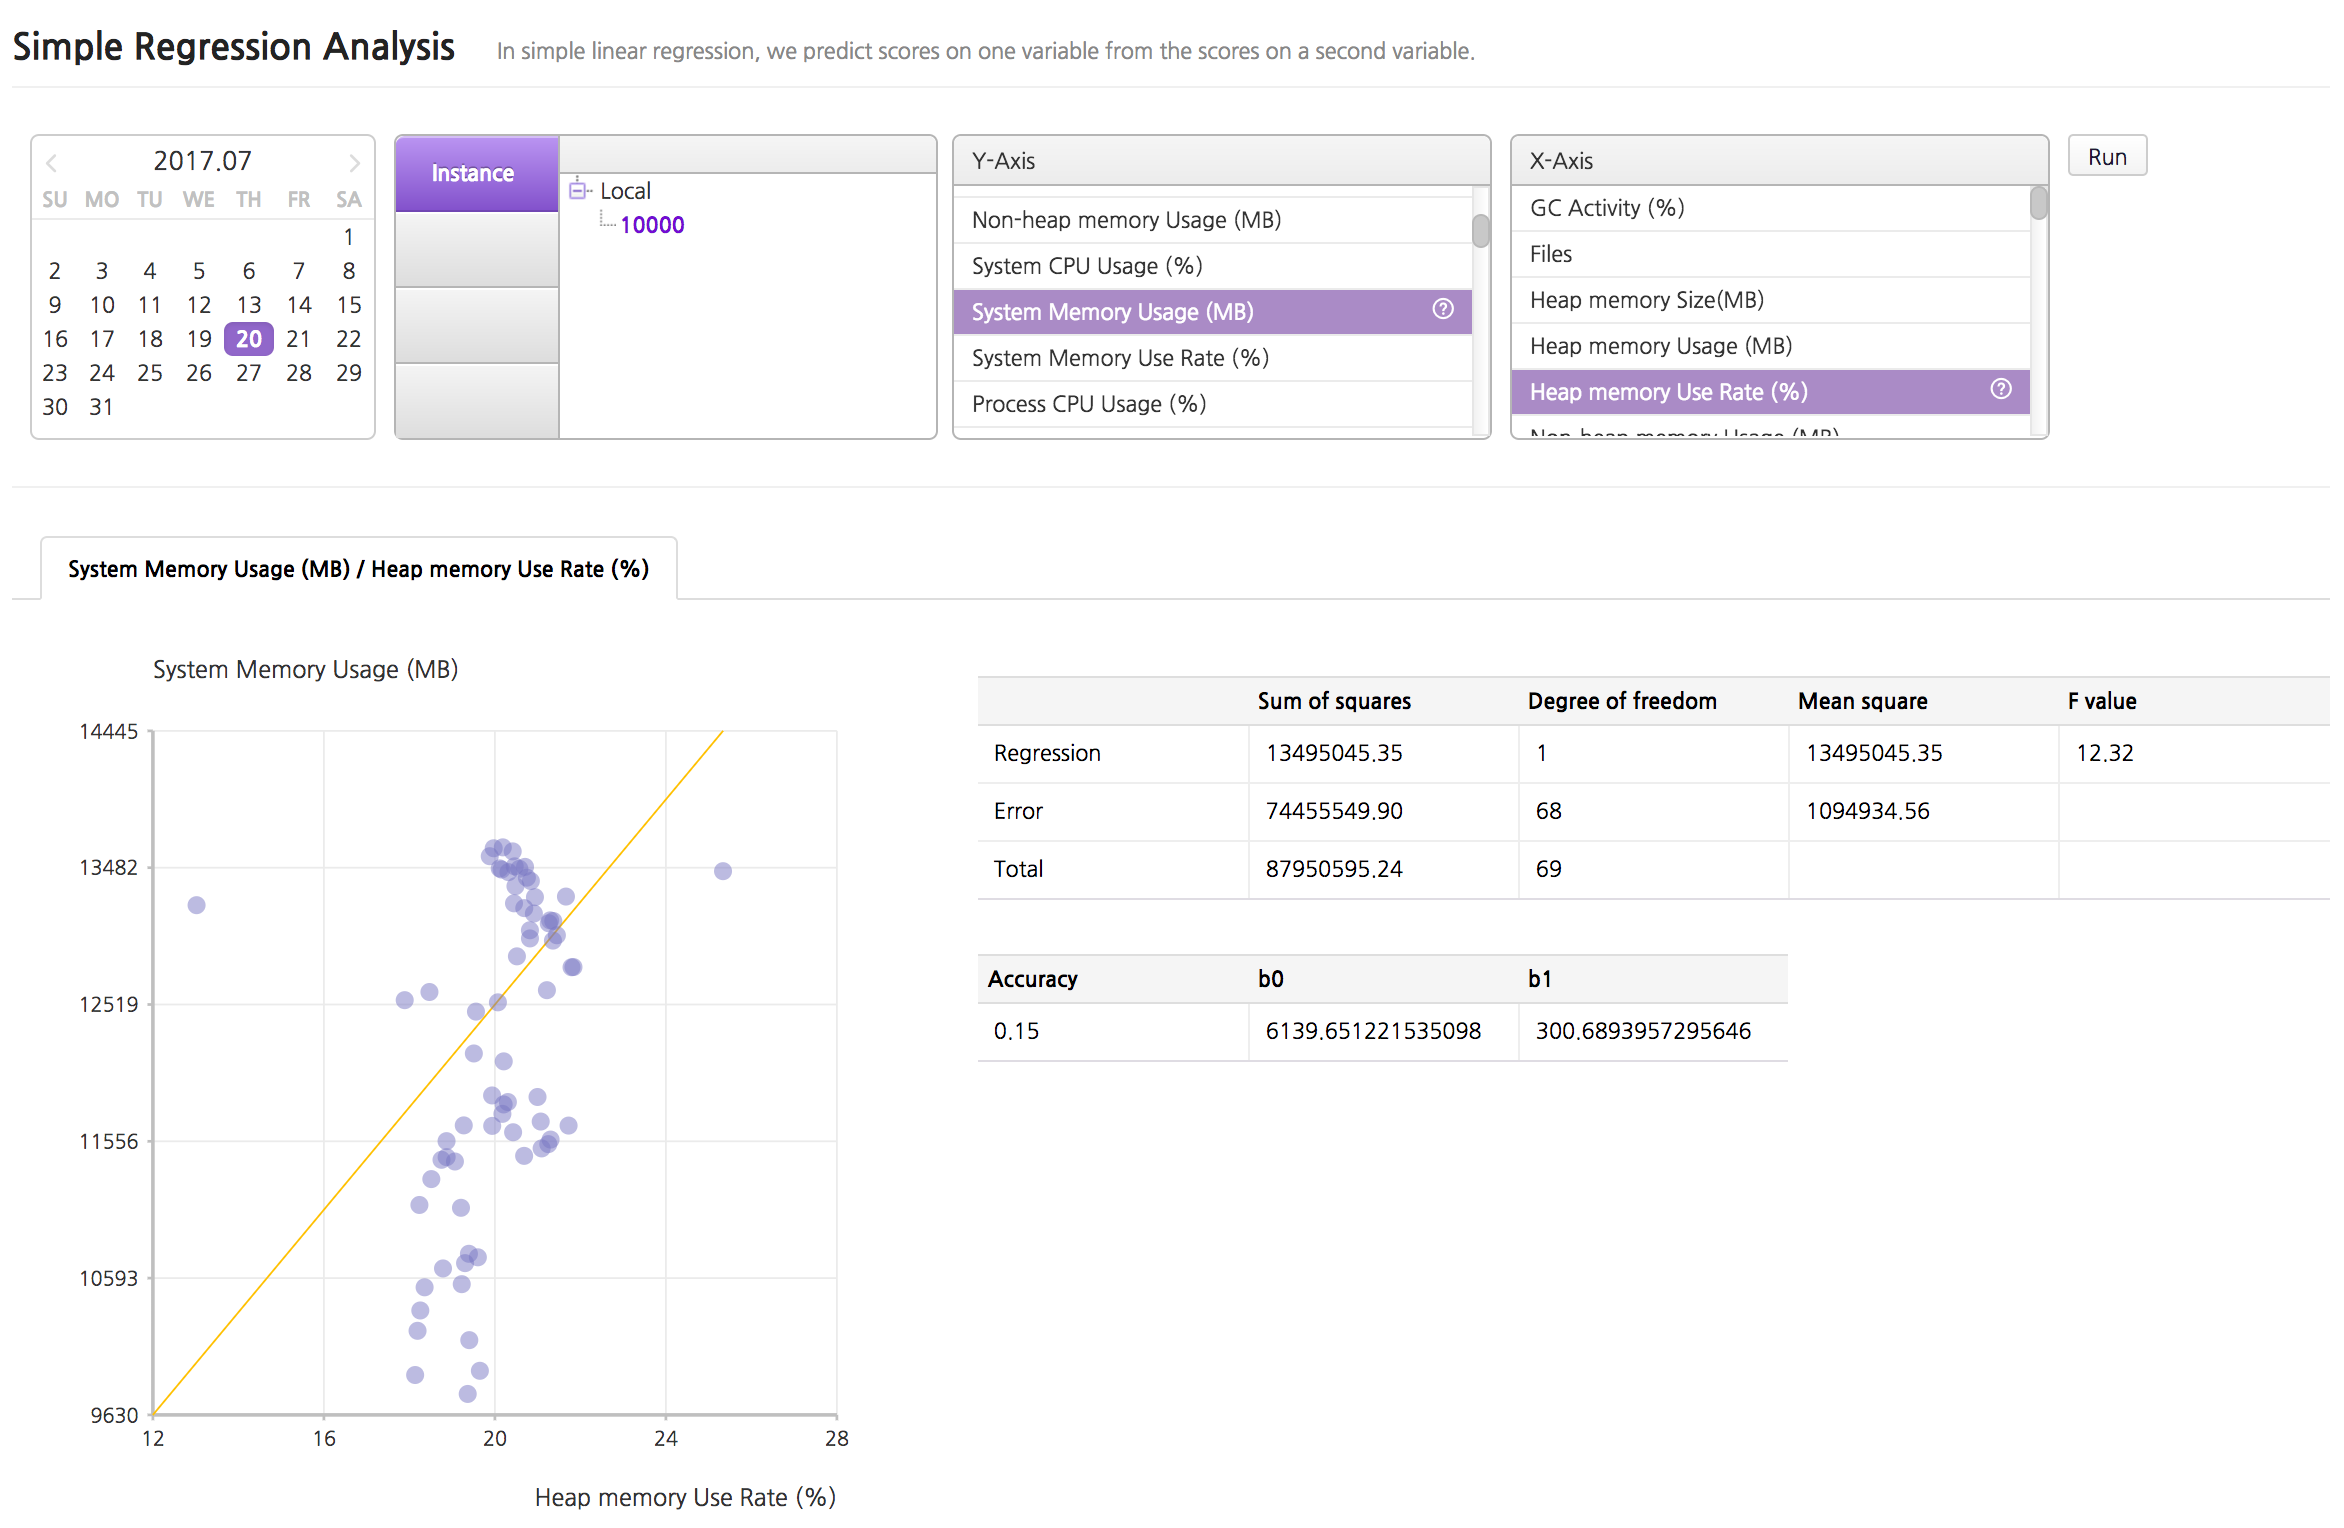 Simple Regression Analysis
In simple linear regression, we predict scores on one variable from the scores on a second variable.
2017.07
SU MO TU WE TH FR SA
1
2 3 4 5 6 7 8
9 10 11 12 13 14 15
16 17 18 19 20 21 22
23 24 25 26 27 28 29
30 31
Instance
Local
10000
Y-Axis
Non-heap memory Usage (MB)
System CPU Usage (%)
System Memory Usage (MB) ?
System Memory Use Rate (%)
Process CPU Usage (%)
X-Axis
GC Activity (%)
Files
Heap memory Size(MB)
Heap memory Usage (MB)
Heap memory Use Rate (%) ?
Non-heap memory Usage (MB)
Run
System Memory Usage (MB) / Heap memory Use Rate (%)
System Memory Usage (MB)
14445
13482
12519
11556
10593
9630
12 16 20 24 28
Heap memory Use Rate (%)
Sum of squares Degree of freedom Mean square F value
Regression 13495045.35 1 13495045.35 12.32
Error 74455549.90 68 1094934.56
Total 87950595.24 69
Accuracy b0 b1
0.15 6139.651221535098 300.6893957295646